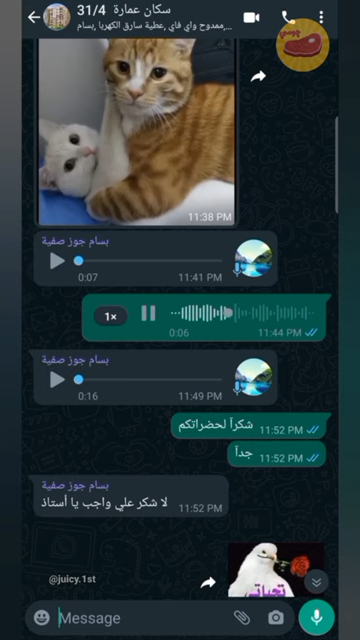 سكان عمارة 31/4
ممدوح واي فاي, عطية سارق الكهربا, بسام,...
جوسي
11:38 PM
بسام جوز صفية
0:07 11:41 PM
1×
0:06 11:44 PM
بسام جوز صفية
0:16 11:49 PM
شكراً لحضراتكم 11:52 PM
جداً 11:52 PM
بسام جوز صفية
لا شكر علي واجب يا أستاذ 11:52 PM
@juicy.1st
تحياتي
Message